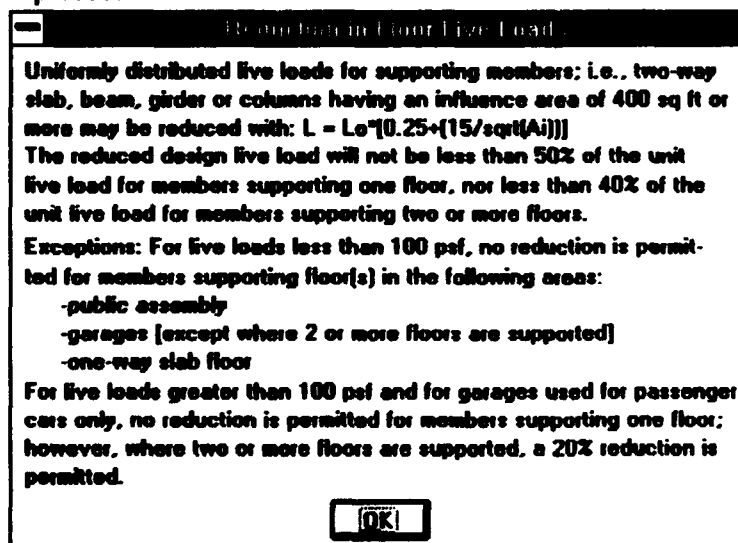 Reduction in Floor Live Loads
Uniformly distributed live loads for supporting members; i.e., two-way
slab, beam, girder or columns having an influence area of 400 sq ft or
more may be reduced with: L = Lo*[0.25+(15/sqrt(Ai))]
The reduced design live load will not be less than 50% of the unit
live load for members supporting one floor, nor less than 40% of the
unit live load for members supporting two or more floors.
Exceptions: For live loads less than 100 psf, no reduction is permit-
ted for members supporting floor(s) in the following areas:
-public assembly
-garages [except where 2 or more floors are supported]
-one-way slab floor
For live loads greater than 100 psf and for garages used for passenger
cars only, no reduction is permitted for members supporting one floor;
however, where two or more floors are supported, a 20% reduction is
permitted.
OK